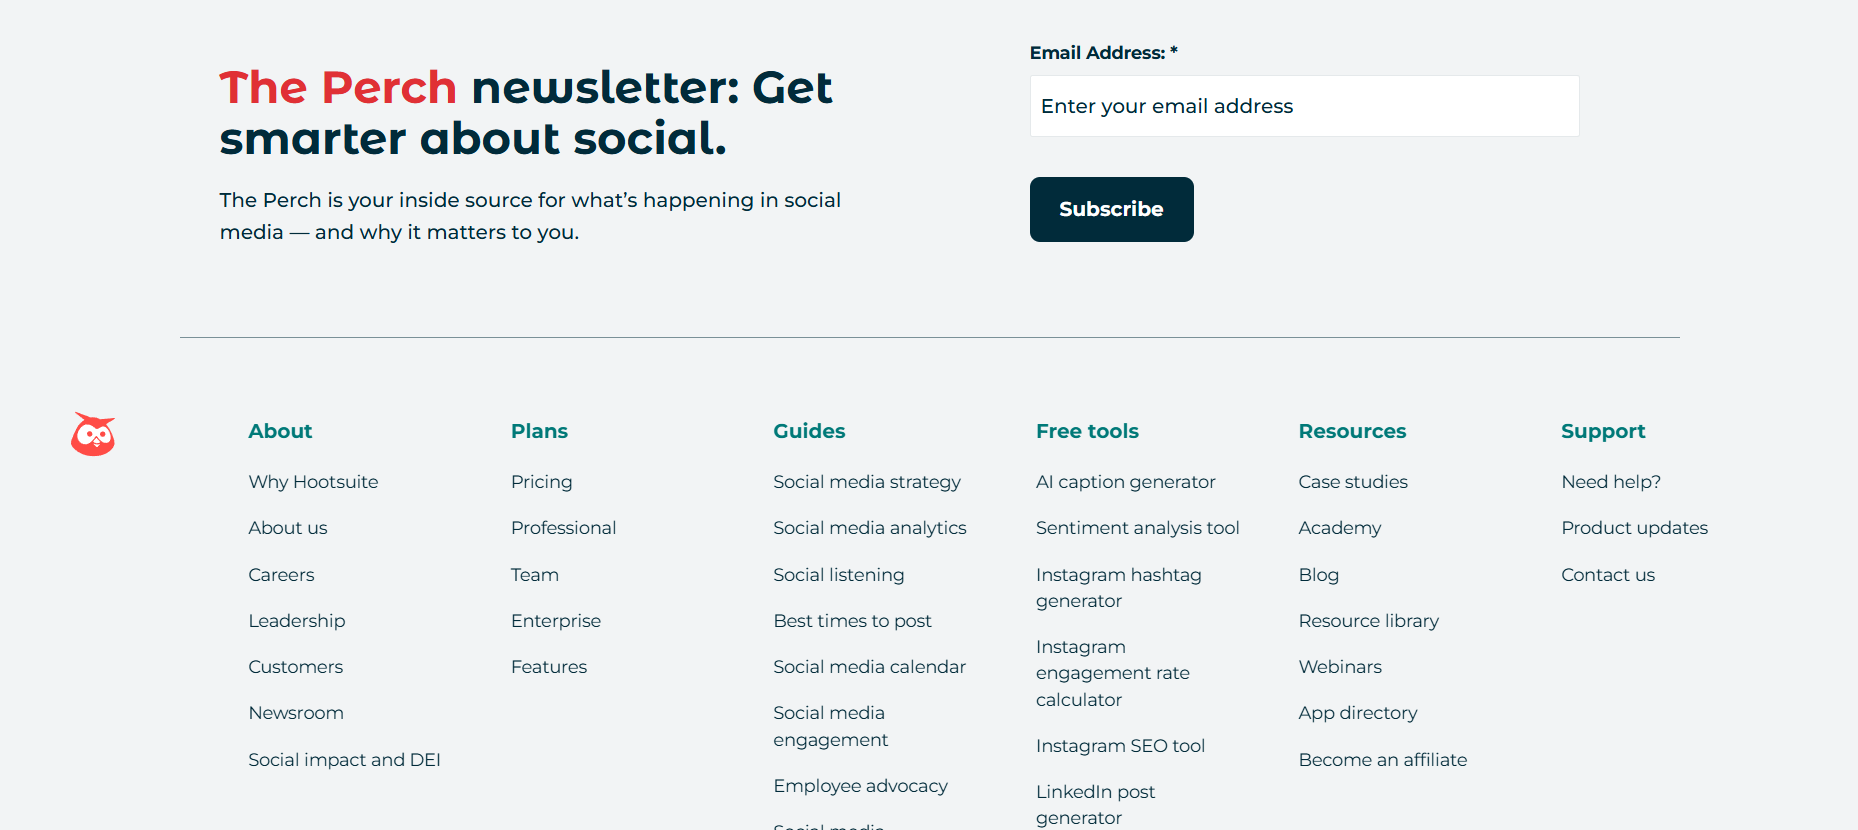 The Perch newsletter: Get
smarter about social.
The Perch is your inside source for what’s happening in social
media — and why it matters to you.
Email Address: *
Enter your email address
Subscribe
About
Why Hootsuite
About us
Careers
Leadership
Customers
Newsroom
Social impact and DEI
Plans
Pricing
Professional
Team
Enterprise
Features
Guides
Social media strategy
Social media analytics
Social listening
Best times to post
Social media calendar
Social media
engagement
Employee advocacy
Social media
Free tools
AI caption generator
Sentiment analysis tool
Instagram hashtag
generator
Instagram
engagement rate
calculator
Instagram SEO tool
LinkedIn post
generator
Resources
Case studies
Academy
Blog
Resource library
Webinars
App directory
Become an affiliate
Support
Need help?
Product updates
Contact us